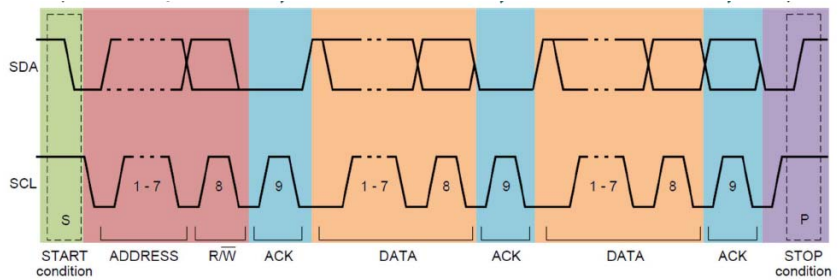 SDA
SCL
1 - 7
8
9
1 - 7
8
9
1 - 7
8
9
S
P
START
condition
ADDRESS
R/W̅
ACK
DATA
ACK
DATA
ACK
STOP
condition